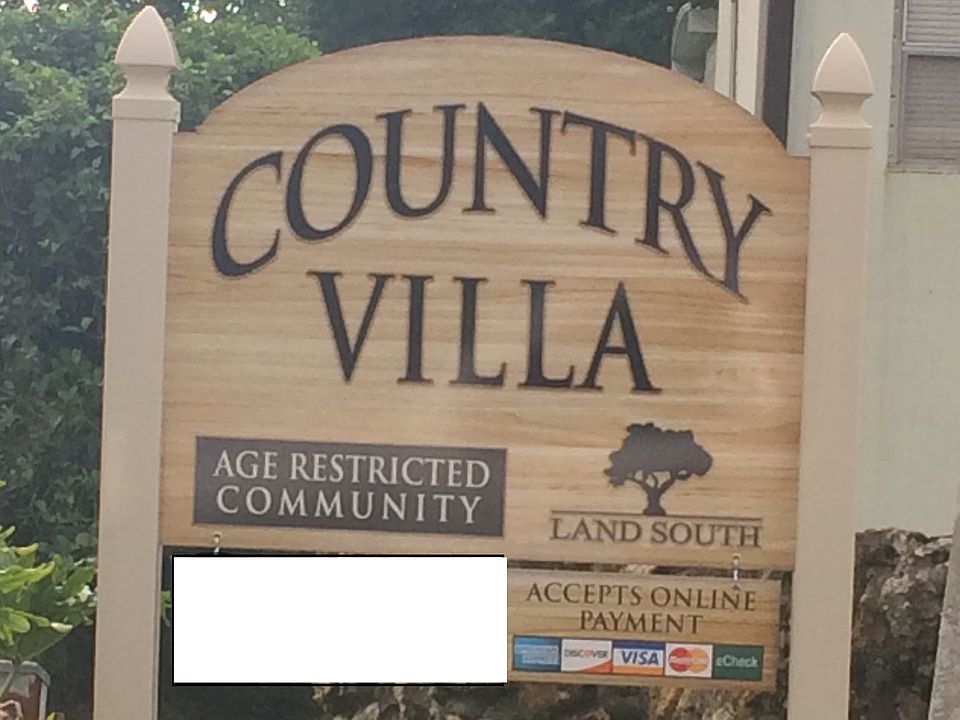 COUNTRY
VILLA
AGE RESTRICTED
COMMUNITY
LAND SOUTH
ACCEPTS ONLINE
PAYMENT
DISCOVER VISA eCheck